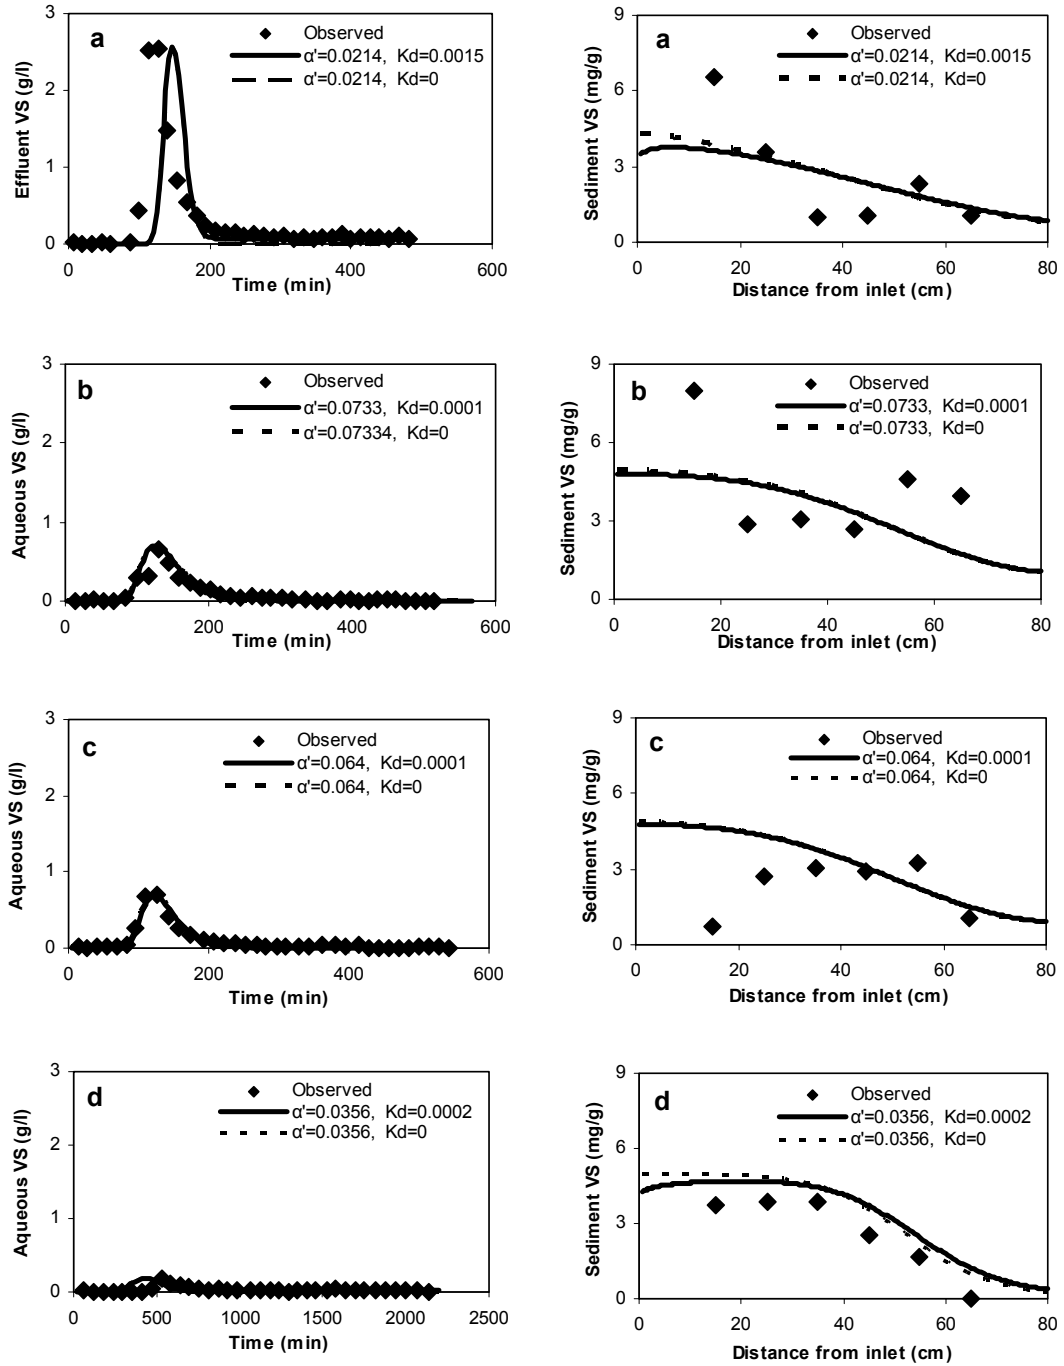 a
Observed
α'=0.0214, Kd=0.0015
α'=0.0214, Kd=0
3
2
1
0
0 200 400 600
Effluent VS (g/l)
Time (min)
a
Observed
α'=0.0214, Kd=0.0015
α'=0.0214, Kd=0
9
6
3
0
0 20 40 60 80
Sediment VS (mg/g)
Distance from inlet (cm)
b
Observed
α'=0.0733, Kd=0.0001
α'=0.07334, Kd=0
3
2
1
0
0 200 400 600
Aqueous VS (g/l)
Time (min)
b
Observed
α'=0.0733, Kd=0.0001
α'=0.0733, Kd=0
9
6
3
0
0 20 40 60 80
Sediment VS (mg/g)
Distance from inlet (cm)
c
Observed
α'=0.064, Kd=0.0001
α'=0.064, Kd=0
3
2
1
0
0 200 400 600
Aqueous VS (g/l)
Time (min)
c
Observed
α'=0.064, Kd=0.0001
α'=0.064, Kd=0
9
6
3
0
0 20 40 60 80
Sediment VS (mg/g)
Distance from inlet (cm)
d
Observed
α'=0.0356, Kd=0.0002
α'=0.0356, Kd=0
3
2
1
0
0 500 1000 1500 2000 2500
Aqueous VS (g/l)
Time (min)
d
Observed
α'=0.0356, Kd=0.0002
α'=0.0356, Kd=0
9
6
3
0
0 20 40 60 80
Sediment VS (mg/g)
Distance from inlet (cm)